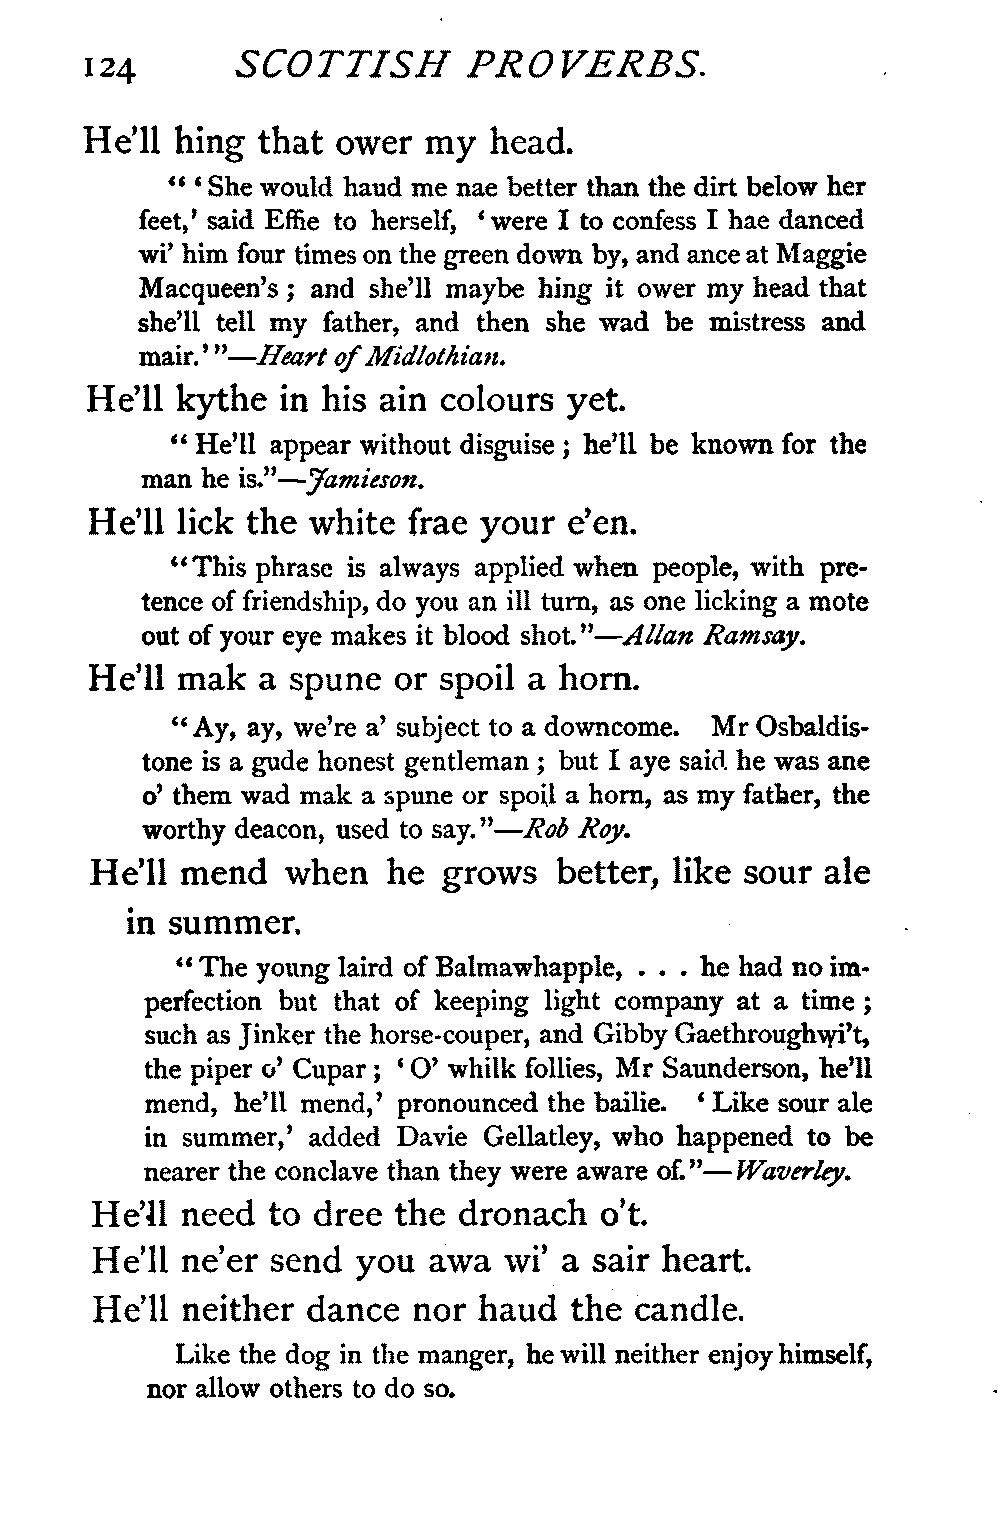 124 SCOTTISH PROVERBS.
He'll hing that ower my head.
"'She would haud me nae better than the dirt below her
feet,' said Effie to herself, 'were I to confess I hae danced
wi' him four times on the green down by, and ance at Maggie
Macqueen's; and she'll maybe hing it ower my head that
she'll tell my father, and then she wad be mistress and
mair.'"—Heart of Midlothian.
He'll kythe in his ain colours yet.
"He'll appear without disguise; he'll be known for the
man he is."—Jamieson.
He'll lick the white frae your e'en.
"This phrase is always applied when people, with pre-
tence of friendship, do you an ill turn, as one licking a mote
out of your eye makes it blood shot."—Allan Ramsay.
He'll mak a spune or spoil a horn.
"Ay, ay, we're a' subject to a downcome. Mr Osbaldis-
tone is a gude honest gentleman; but I aye said he was ane
o' them wad mak a spune or spoil a horn, as my father, the
worthy deacon, used to say."—Rob Roy.
He'll mend when he grows better, like sour ale
in summer.
"The young laird of Balmawhapple, . . . he had no im-
perfection but that of keeping light company at a time;
such as Jinker the horse-couper, and Gibby Gaethroughwi't,
the piper o' Cupar; 'O' whilk follies, Mr Saunderson, he'll
mend, he'll mend,' pronounced the bailie. 'Like sour ale
in summer,' added Davie Gellatley, who happened to be
nearer the conclave than they were aware of."—Waverley.
He'll need to dree the dronach o't.
He'll ne'er send you awa wi' a sair heart.
He'll neither dance nor haud the candle.
Like the dog in the manger, he will neither enjoy himself,
nor allow others to do so.